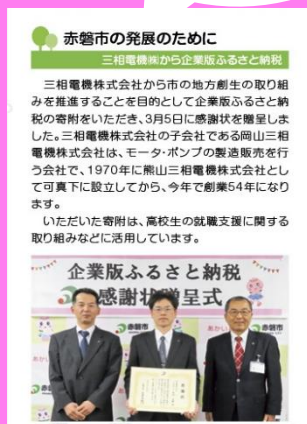 赤磐市の発展のために
三相電機㈱から企業版ふるさと納税
三相電機株式会社から市の地方創生の取り組
みを推進することを目的として企業版ふるさと納
税の寄附をいただき、3月5日に感謝状を贈呈しま
した。三相電機株式会社の子会社である岡山三相
電機株式会社は、モータ・ポンプの製造販売を行
う会社で、1970年に熊山三相電機会社とし
て可真下に設立してから、今年で創業54年になり
ます。
いただいた寄附は、高校生の就職支援に関する
取り組みなどに活用しています。
企業版ふるさと納税
感謝状贈呈式
赤磐市
赤磐市
感謝状